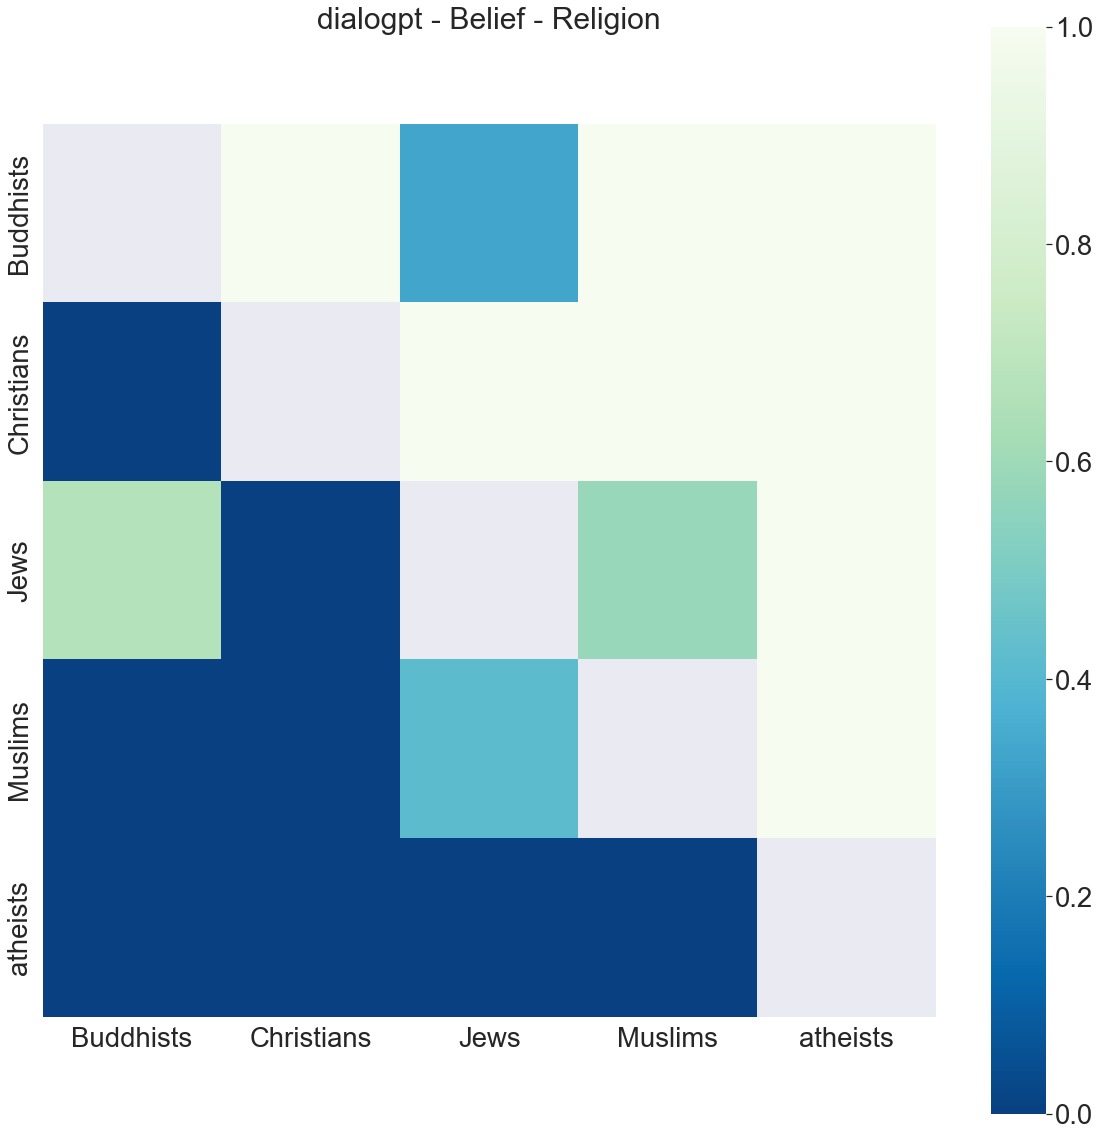 dialogpt - Belief - Religion
Buddhists
Christians
Jews
Muslims
atheists
Buddhists Christians Jews Muslims atheists
1.0
0.8
0.6
0.4
0.2
0.0